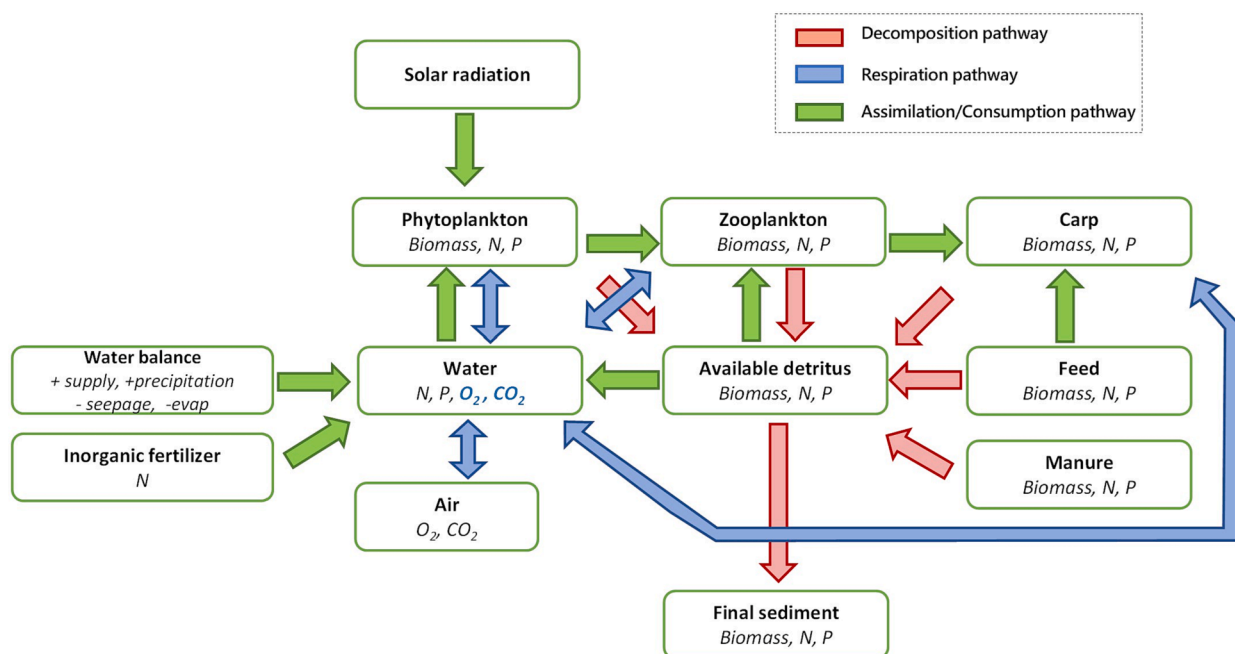 Decomposition pathway
Respiration pathway
Assimilation/Consumption pathway
Solar radiation
Phytoplankton
Biomass, N, P
Zooplankton
Biomass, N, P
Carp
Biomass, N, P
Water balance
+ supply, +precipitation
- seepage, -evap
Water
N, P, O₂, CO₂
Available detritus
Biomass, N, P
Feed
Biomass, N, P
Inorganic fertilizer
N
Manure
Biomass, N, P
Air
O₂, CO₂
Final sediment
Biomass, N, P